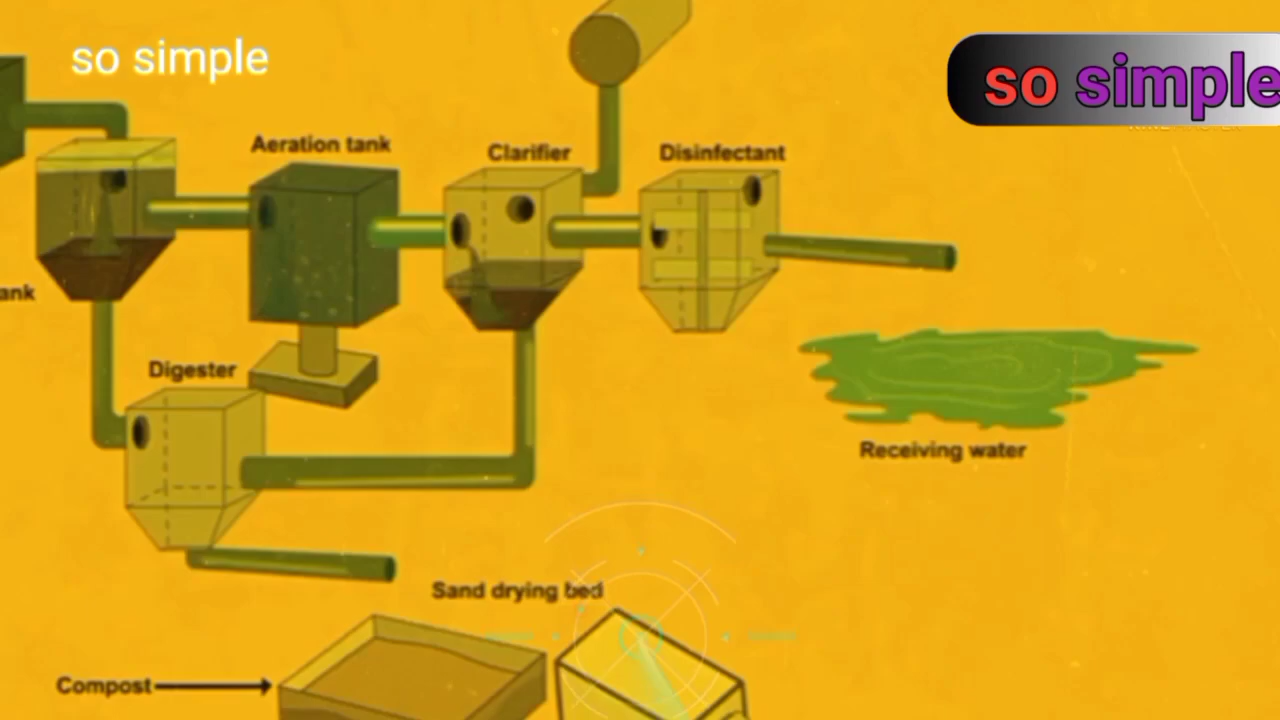 so simple
so simple
Aeration tank
Clarifier
Disinfectant
ank
Digester
Receiving water
Sand drying bed
Compost